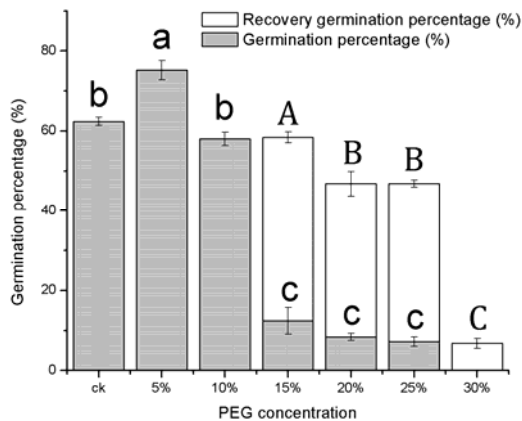 Recovery germination percentage (%)
Germination percentage (%)
Germination percentage (%)
80
60
40
20
0
b
a
b
A
B
B
c
c
c
C
ck
5%
10%
15%
20%
25%
30%
PEG concentration